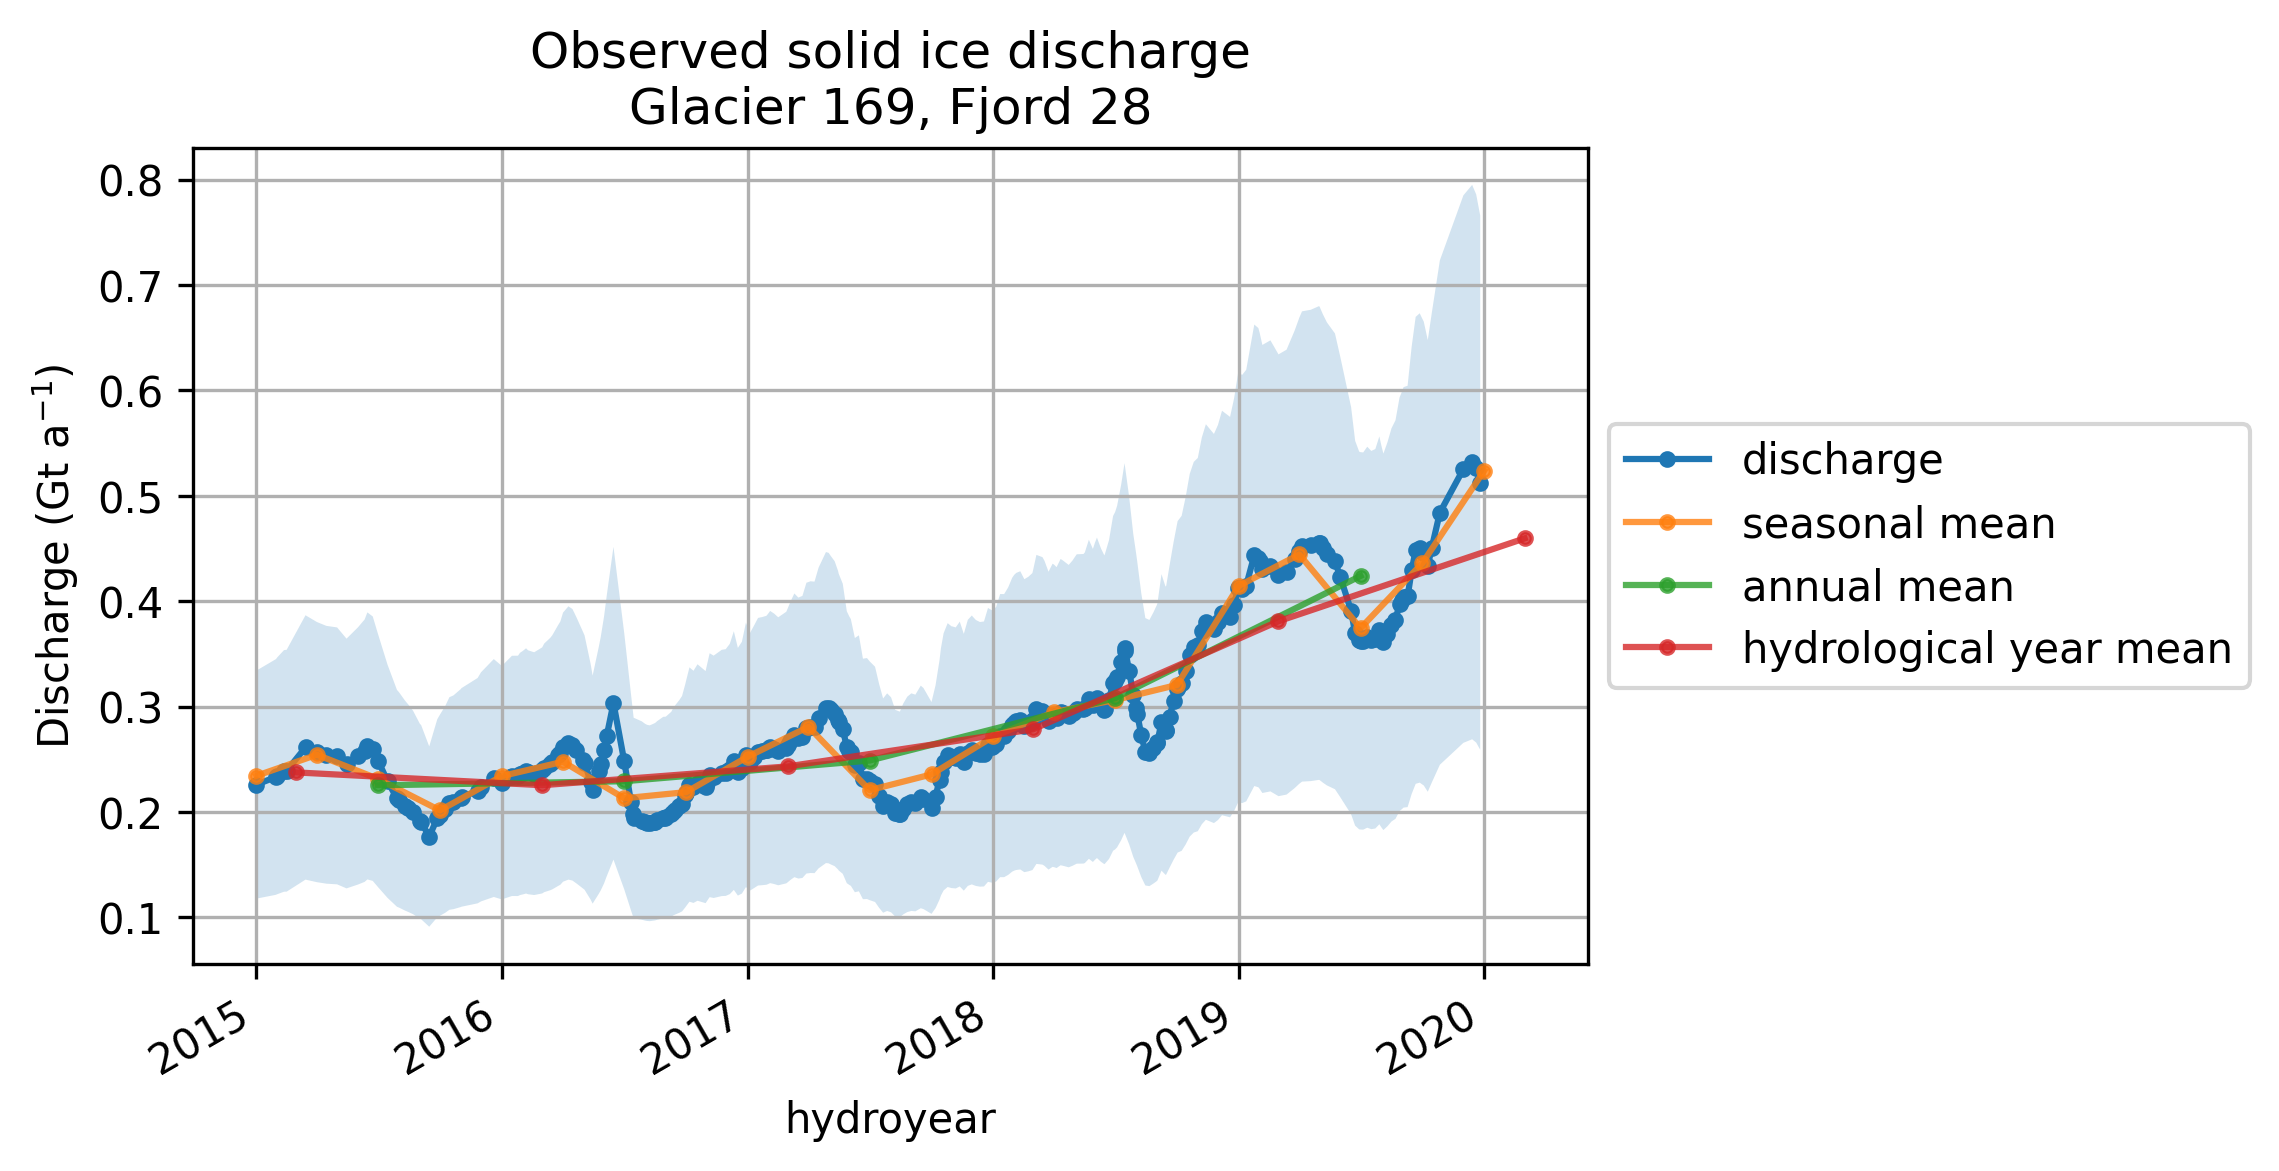 Observed solid ice discharge
Glacier 169, Fjord 28
Discharge (Gt a⁻¹)
0.8
0.7
0.6
0.5
0.4
0.3
0.2
0.1
2015
2016
2017
2018
2019
2020
hydroyear
discharge
seasonal mean
annual mean
hydrological year mean